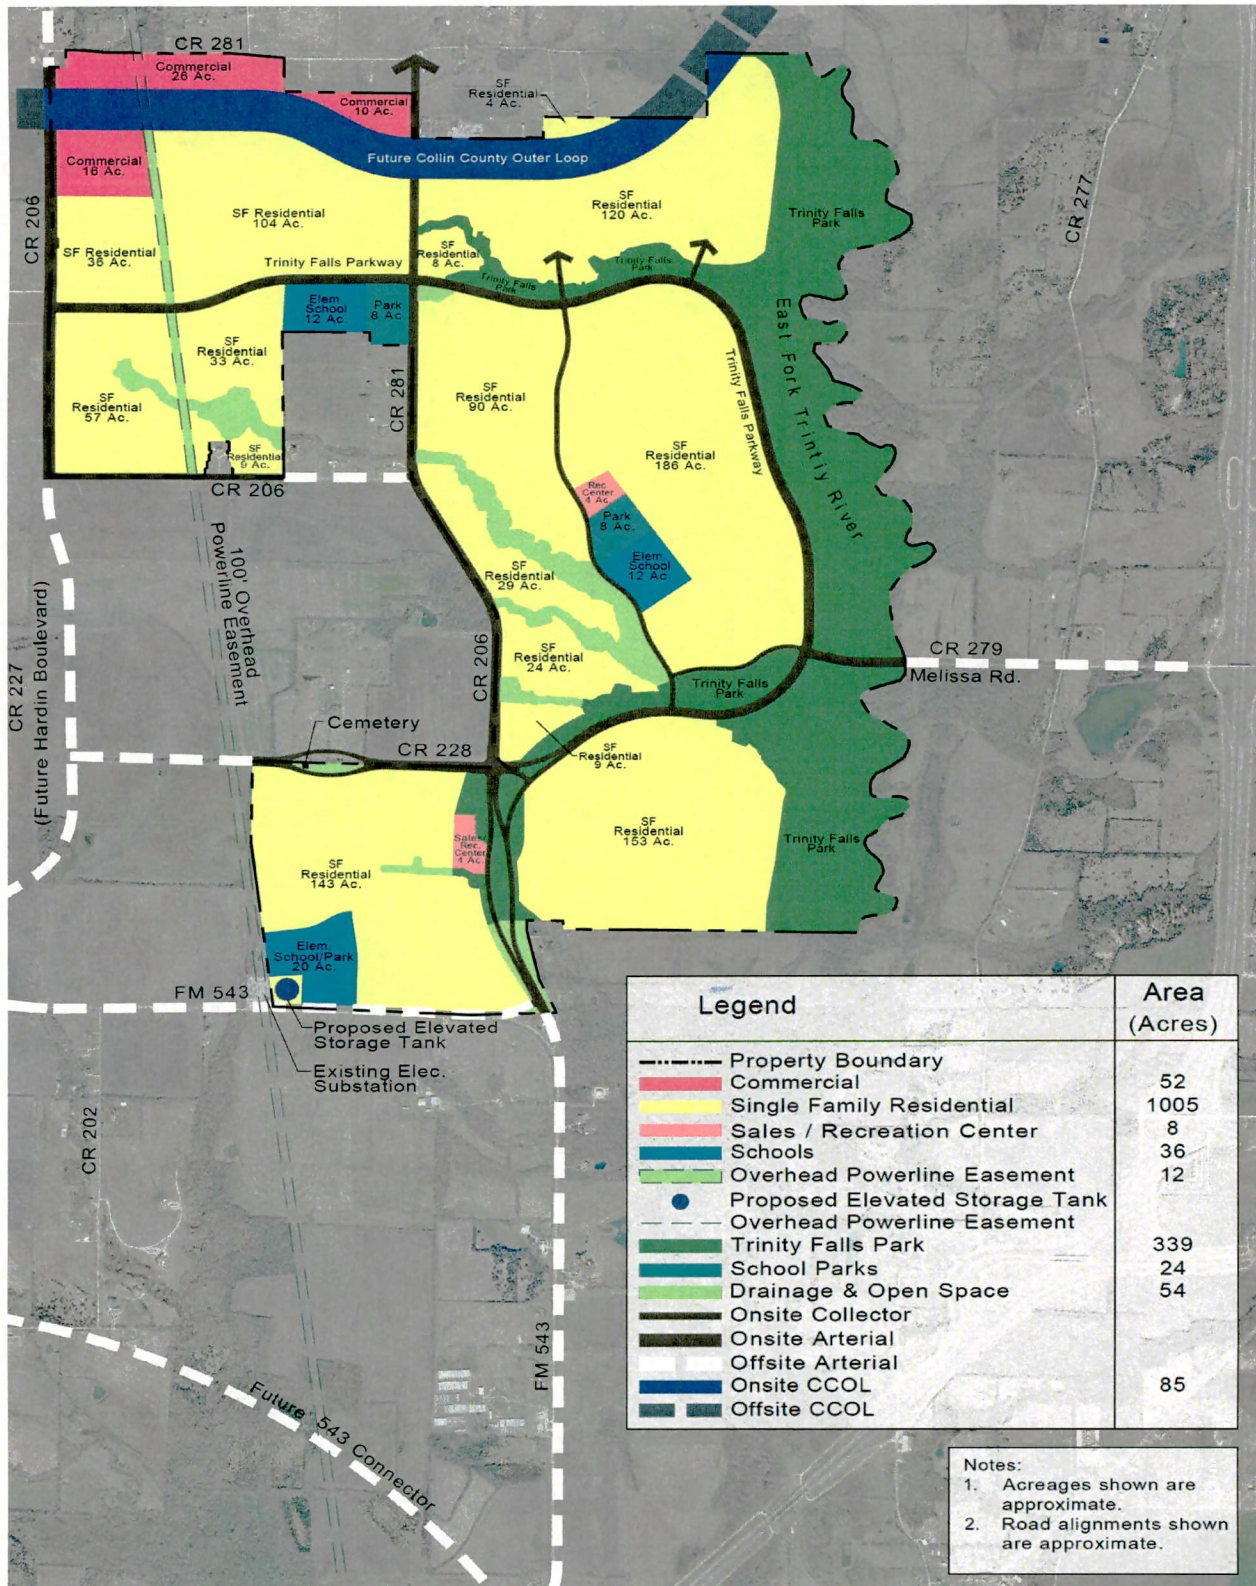 CR 281
Commercial
26 Ac.
SF
Residential
4 Ac.
Commercial
10 Ac.
Future Collin County Outer Loop
Commercial
16 Ac.
CR 206
SF Residential
104 Ac.
SF
Residential
120 Ac.
Trinity Falls
Park
CR 277
SF Residential
36 Ac.
SF
Residential
8 Ac.
Trinity Falls Parkway
Trinity Falls
Park
Trinity Falls
Park
Elem.
School
12 Ac.
Park
8 Ac.
East Fork Trintiy River
SF
Residential
33 Ac.
SF
Residential
57 Ac.
CR 281
SF
Residential
90 Ac.
Trinity Falls Parkway
SF
Residential
186 Ac.
SF
Residential
9 Ac.
CR 206
Rec
Center
4 Ac.
Park
8 Ac.
Elem.
School
12 Ac.
100' Overhead
Powerline Easement
SF
Residential
29 Ac.
SF
Residential
24 Ac.
CR 206
CR 279
Melissa Rd.
Trinity Falls
Park
CR 227
(Future Hardin Boulevard)
Cemetery
CR 228
SF
Residential
9 Ac.
SF
Residential
153 Ac.
Trinity Falls
Park
Sales/
Rec.
Center
4 Ac.
SF
Residential
143 Ac.
Elem.
School/Park
20 Ac.
FM 543
Proposed Elevated
Storage Tank
Existing Elec.
Substation
CR 202
FM 543
Future 543 Connector
Legend
Area
(Acres)
Property Boundary
Commercial 52
Single Family Residential 1005
Sales / Recreation Center 8
Schools 36
Overhead Powerline Easement 12
Proposed Elevated Storage Tank
Overhead Powerline Easement
Trinity Falls Park 339
School Parks 24
Drainage & Open Space 54
Onsite Collector
Onsite Arterial
Offsite Arterial
Onsite CCOL 85
Offsite CCOL
Notes:
1. Acreages shown are
approximate.
2. Road alignments shown
are approximate.